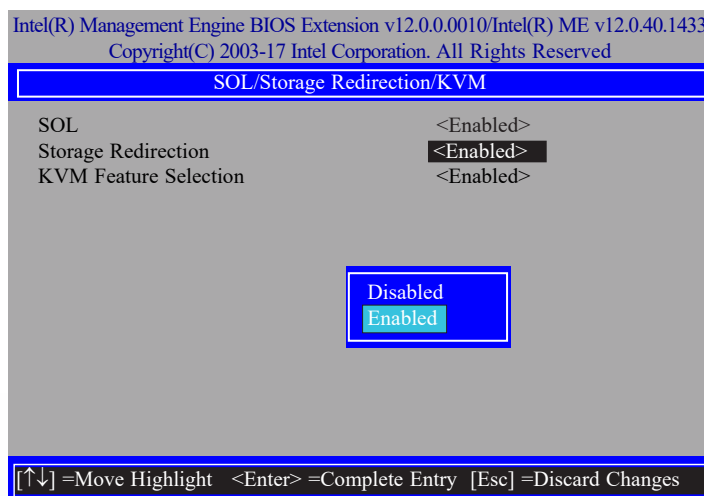 Intel(R) Management Engine BIOS Extension v12.0.0.0010/Intel(R) ME v12.0.40.1433
Copyright(C) 2003-17 Intel Corporation. All Rights Reserved
SOL/Storage Redirection/KVM
SOL <Enabled>
Storage Redirection <Enabled>
KVM Feature Selection <Enabled>
Disabled
Enabled
[↑↓] =Move Highlight <Enter> =Complete Entry [Esc] =Discard Changes